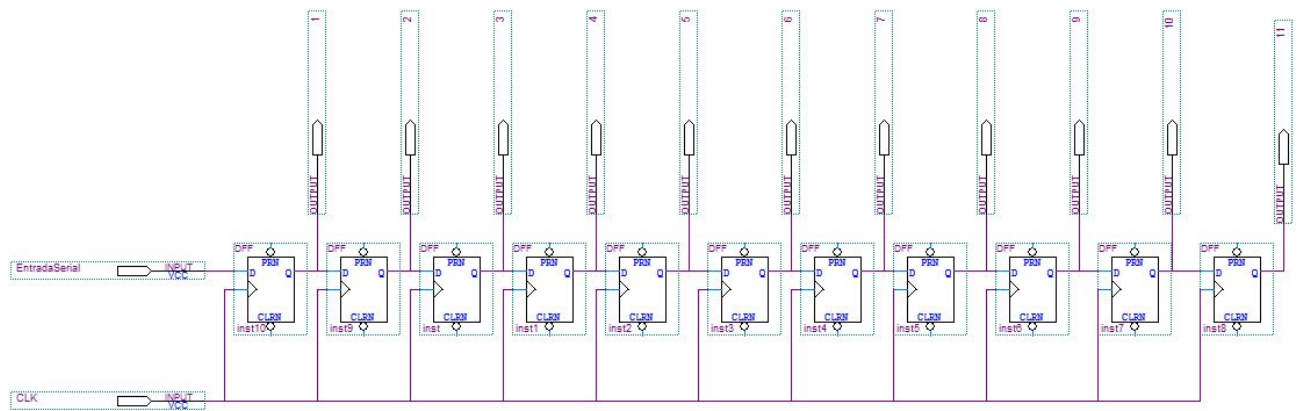 1 2 3 4 5 6 7 8 9 10 11
OUTPUT OUTPUT OUTPUT OUTPUT OUTPUT OUTPUT OUTPUT OUTPUT OUTPUT OUTPUT OUTPUT
DFF DFF DFF DFF DFF DFF DFF DFF DFF DFF DFF
PRN PRN PRN PRN PRN PRN PRN PRN PRN PRN PRN
EntradaSerial INPUT D Q D Q D Q D Q D Q D Q D Q D Q D Q D Q D Q
VCC
CLRN CLRN CLRN CLRN CLRN CLRN CLRN CLRN CLRN CLRN CLRN
inst10 inst9 inst inst1 inst2 inst3 inst4 inst5 inst6 inst7 inst8
CLK INPUT
VCC